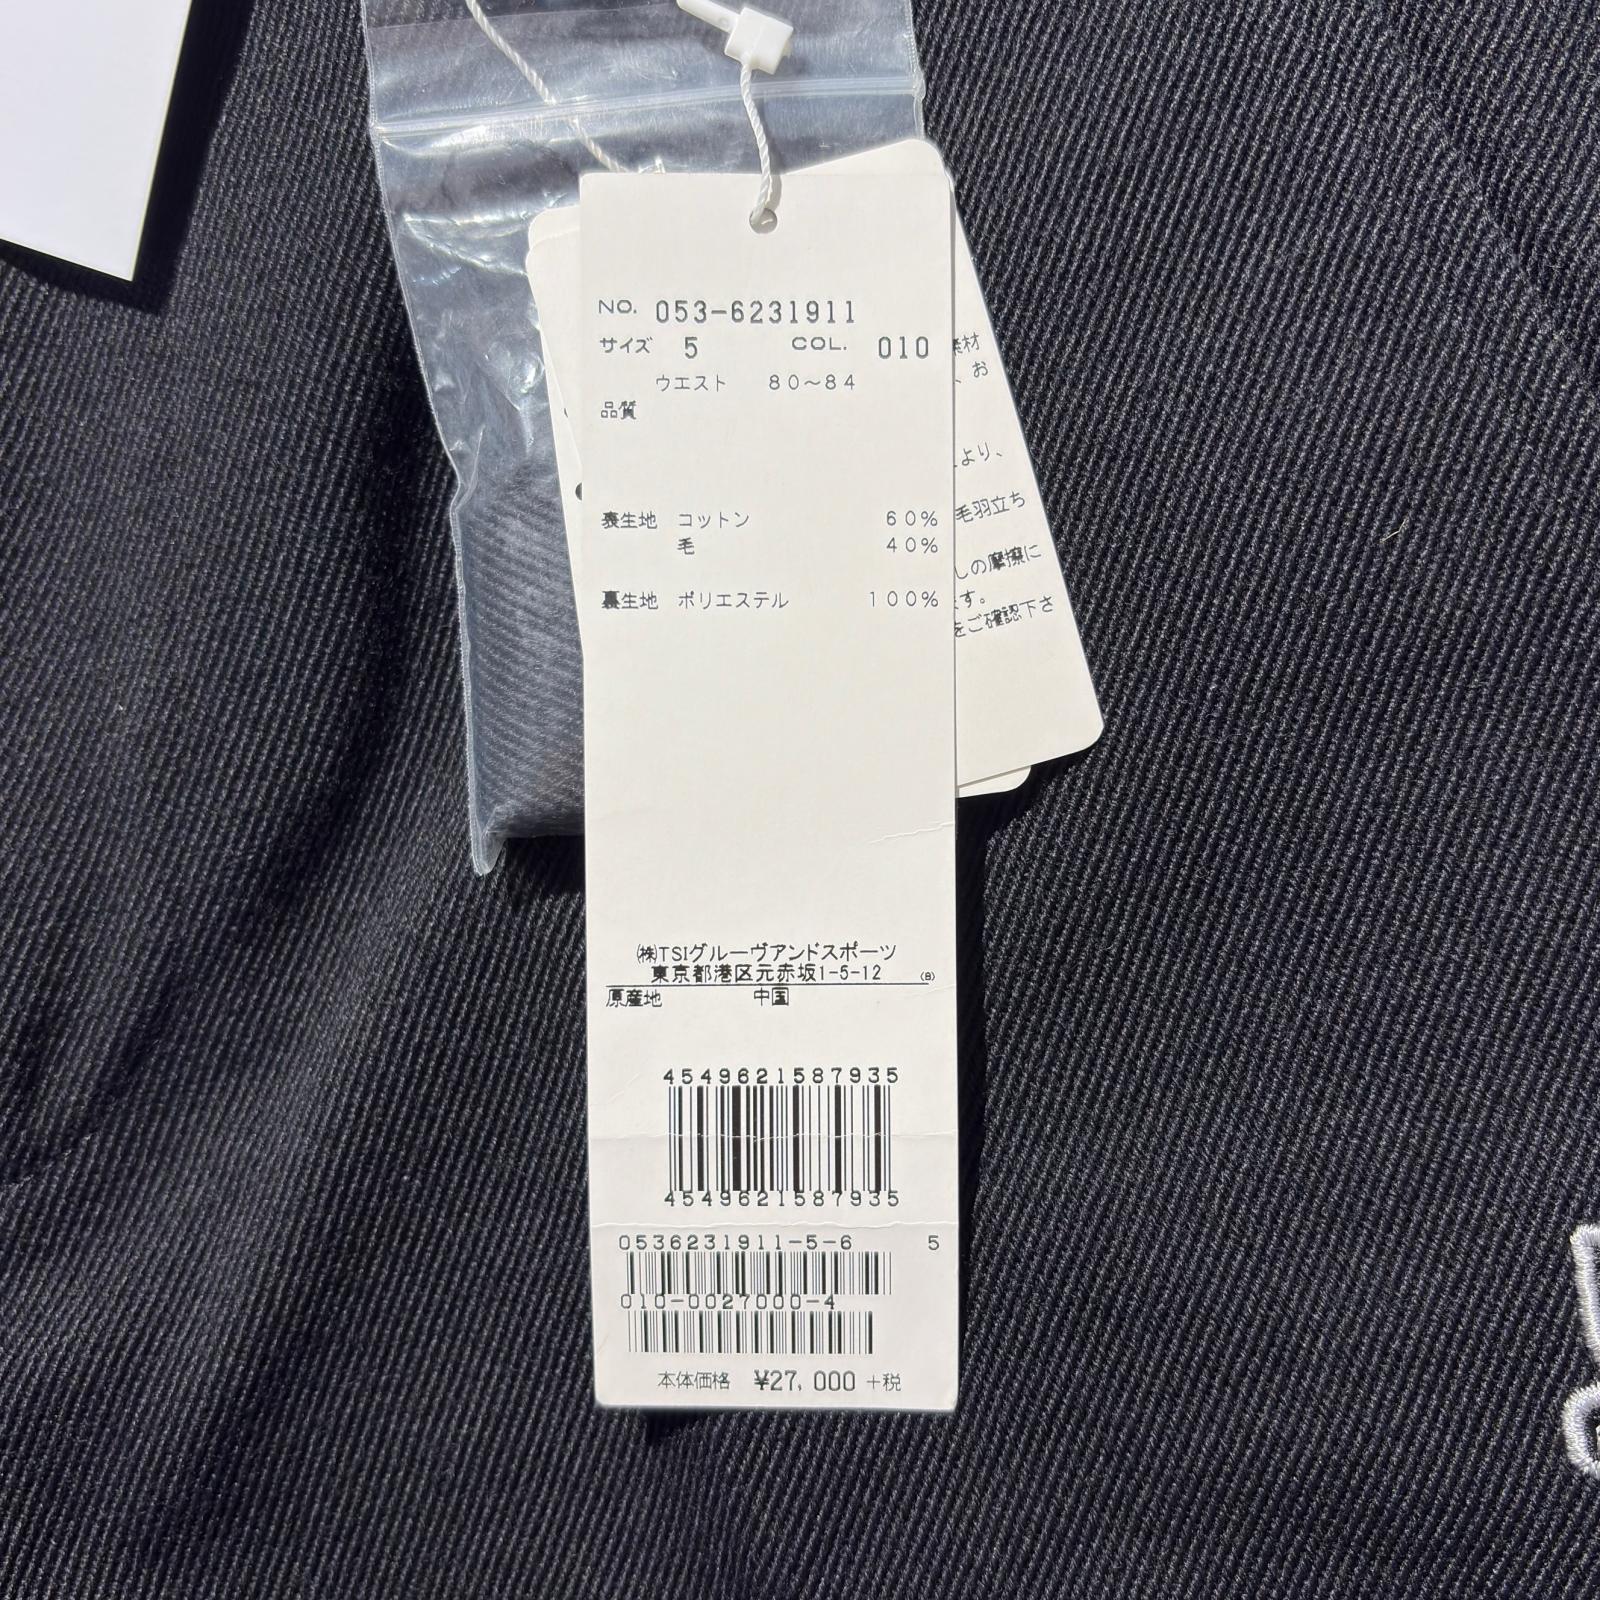 NO. 053-6231911
サイズ 5 COL. 010
ウエスト 80～84
品質
表生地 コットン 60%
毛 40%
裏生地 ポリエステル 100%
㈱TSIグルーヴアンドスポーツ
東京都港区元赤坂1-5-12 (B)
原産地 中国
4549621587935
4549621587935
0536231911-5-6 5
010-0027000-4
本体価格 ¥27,000 +税
素材
、お
より、
毛羽立ち
しの摩擦に
す。
をご確認下さ